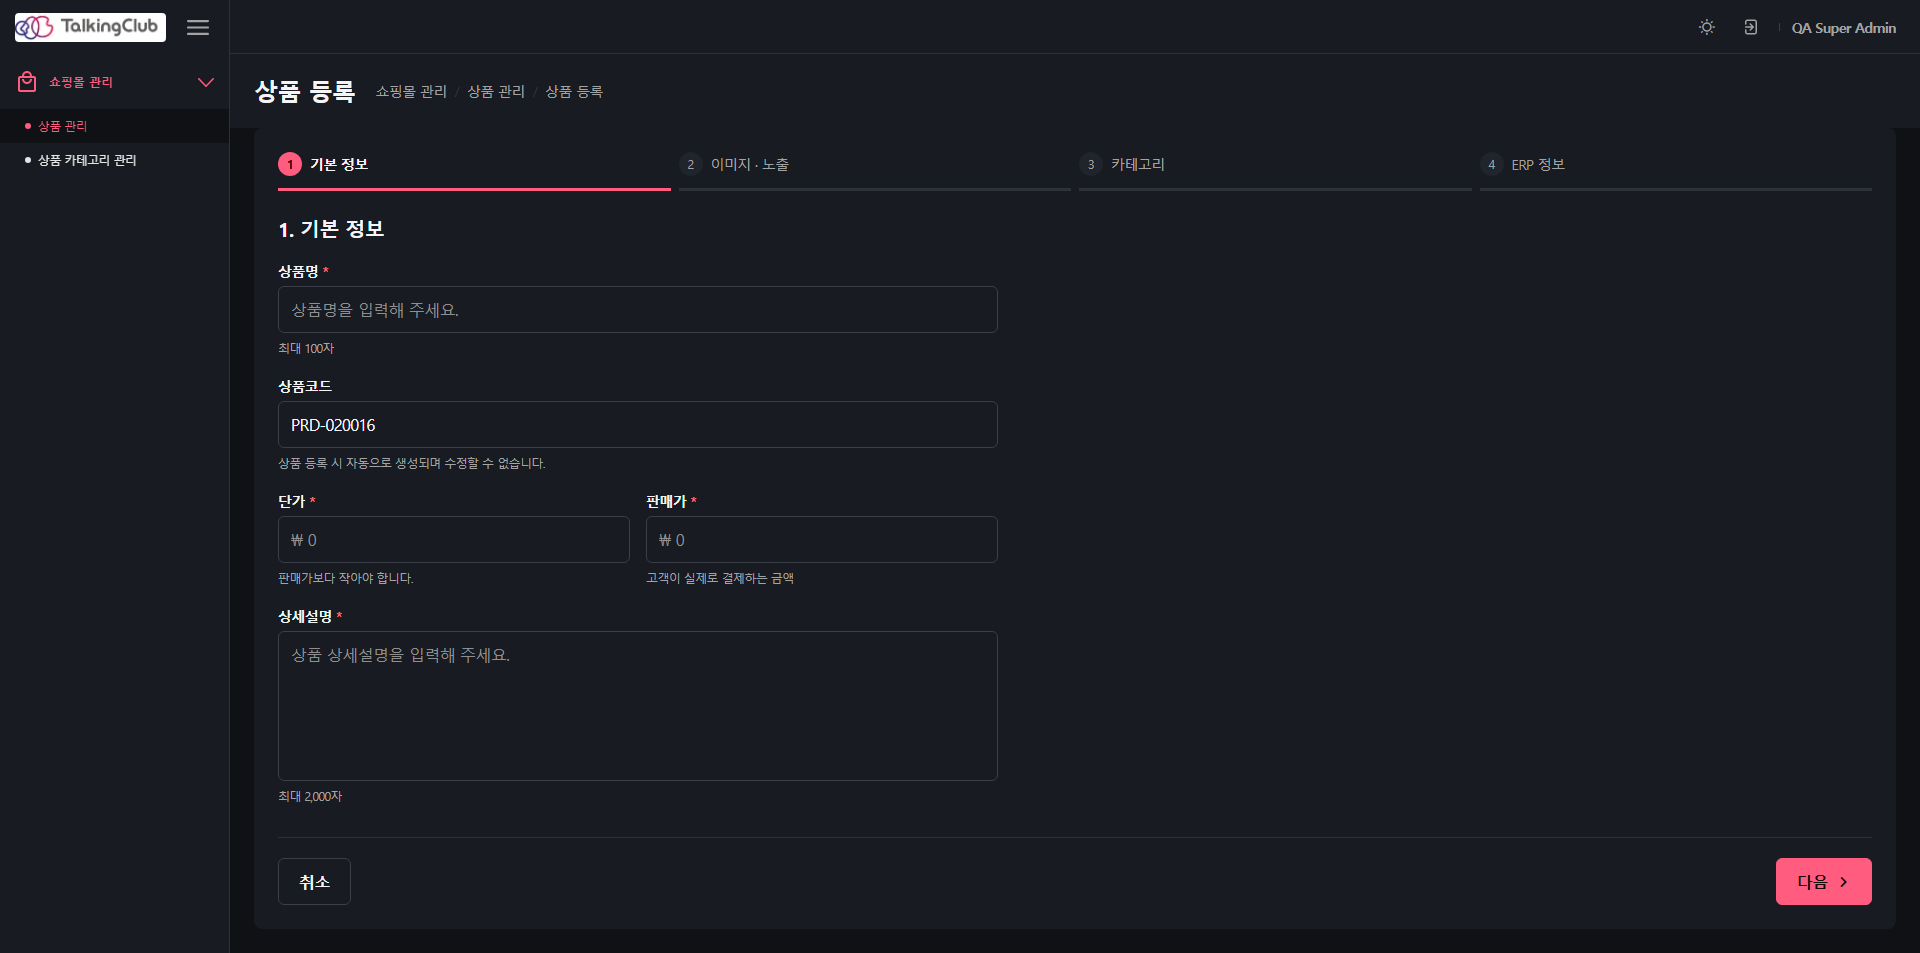 TalkingClub
QA Super Admin
쇼핑몰 관리
상품 관리
상품 카테고리 관리
상품 등록
쇼핑몰 관리 / 상품 관리 / 상품 등록
1 기본 정보
2 이미지 · 노출
3 카테고리
4 ERP 정보
1. 기본 정보
상품명 *
상품명을 입력해 주세요.
최대 100자
상품코드
PRD-020016
상품 등록 시 자동으로 생성되며 수정할 수 없습니다.
단가 * 판매가 *
₩ 0 ₩ 0
판매가보다 작아야 합니다. 고객이 실제로 결제하는 금액
상세설명 *
상품 상세설명을 입력해 주세요.
최대 2,000자
취소 다음